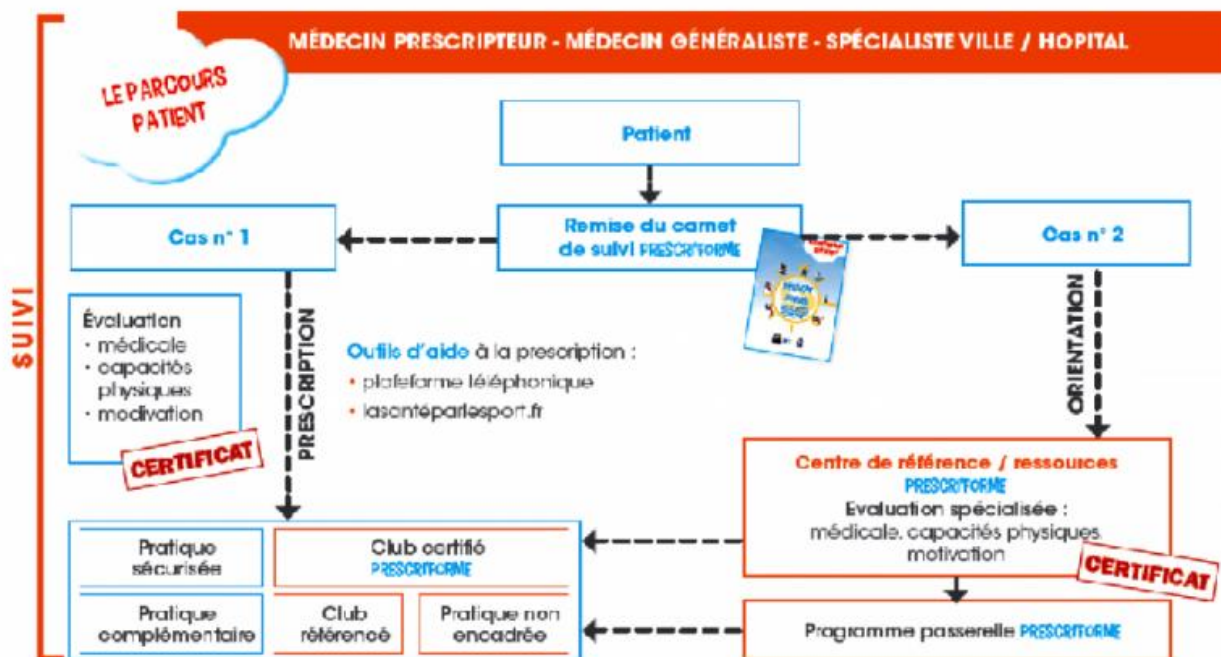 MÉDECIN PRESCRIPTEUR - MÉDECIN GÉNÉRALISTE - SPÉCIALISTE VILLE / HOPITAL
LE PARCOURS
PATIENT
Patient
Cas n° 1
Remise du carnet
de suivi PRESCRI'FORME
Cas n° 2
SUIVI
Évaluation
· médicale
· capacités
physiques
· modivation
CERTIFICAT
PRESCRIPTION
Outils d'aide à la prescription :
• plateforme téléphonique
• lasantéparlesport.fr
ORIENTATION
Centre de référence / ressources
PRESCRI'FORME
Evaluation spécialisée :
médicale, capacités physiques,
motivation
CERTIFICAT
Pratique
sécurisée
Club certifié
PRESCRI'FORME
Pratique
complémentaire
Club
référencé
Pratique non
encadrée
Programme passerelle PRESCRI'FORME